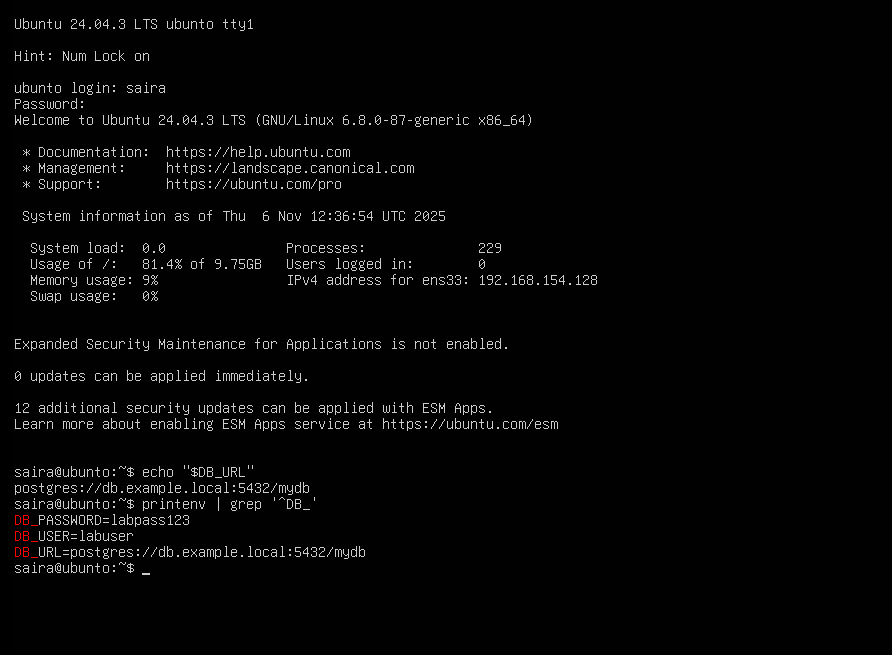 Ubuntu 24.04.3 LTS ubunto tty1
Hint: Num Lock on
ubunto login: saira
Password:
Welcome to Ubuntu 24.04.3 LTS (GNU/Linux 6.8.0-87-generic x86_64)
* Documentation:  https://help.ubuntu.com
* Management:     https://landscape.canonical.com
* Support:        https://ubuntu.com/pro
System information as of Thu  6 Nov 12:36:54 UTC 2025
System load:  0.0               Processes:              229
Usage of /:   81.4% of 9.75GB   Users logged in:        0
Memory usage: 9%                IPv4 address for ens33: 192.168.154.128
Swap usage:   0%
Expanded Security Maintenance for Applications is not enabled.
0 updates can be applied immediately.
12 additional security updates can be applied with ESM Apps.
Learn more about enabling ESM Apps service at https://ubuntu.com/esm
saira@ubunto:~$ echo "$DB_URL"
postgres://db.example.local:5432/mydb
saira@ubunto:~$ printenv | grep '^DB_'
DB_PASSWORD=labpass123
DB_USER=labuser
DB_URL=postgres://db.example.local:5432/mydb
saira@ubunto:~$ _